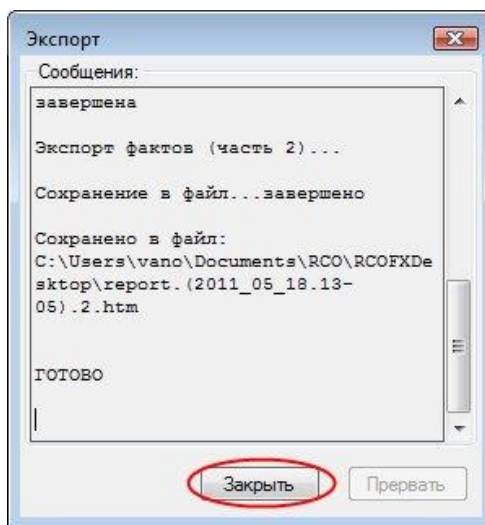 Экспорт
Сообщения:
завершена
Экспорт фактов (часть 2)...
Сохранение в файл...завершено
Сохранено в файл:
C:\Users\vano\Documents\RCO\RCOFXDe
sktop\report.(2011_05_18.13-
05).2.htm
ГОТОВО
Закрыть
Прервать